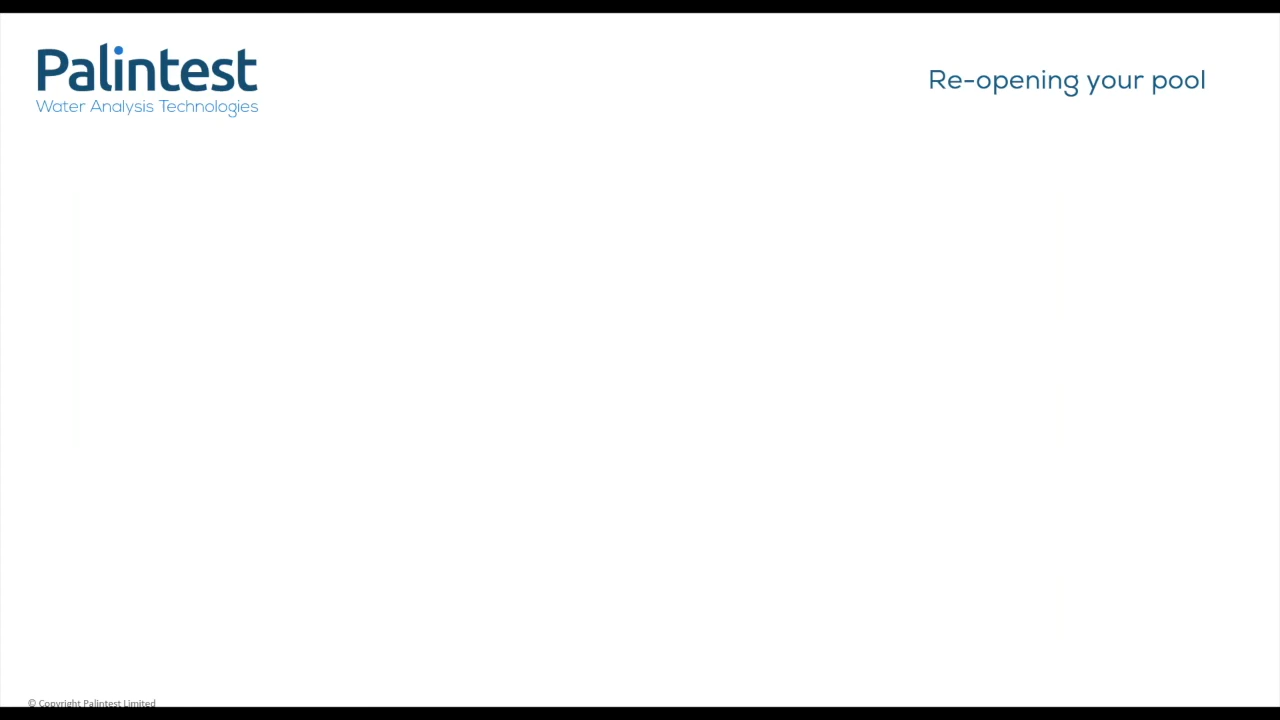 Palintest
Water Analysis Technologies
Re-opening your pool
© Copyright Palintest Limited